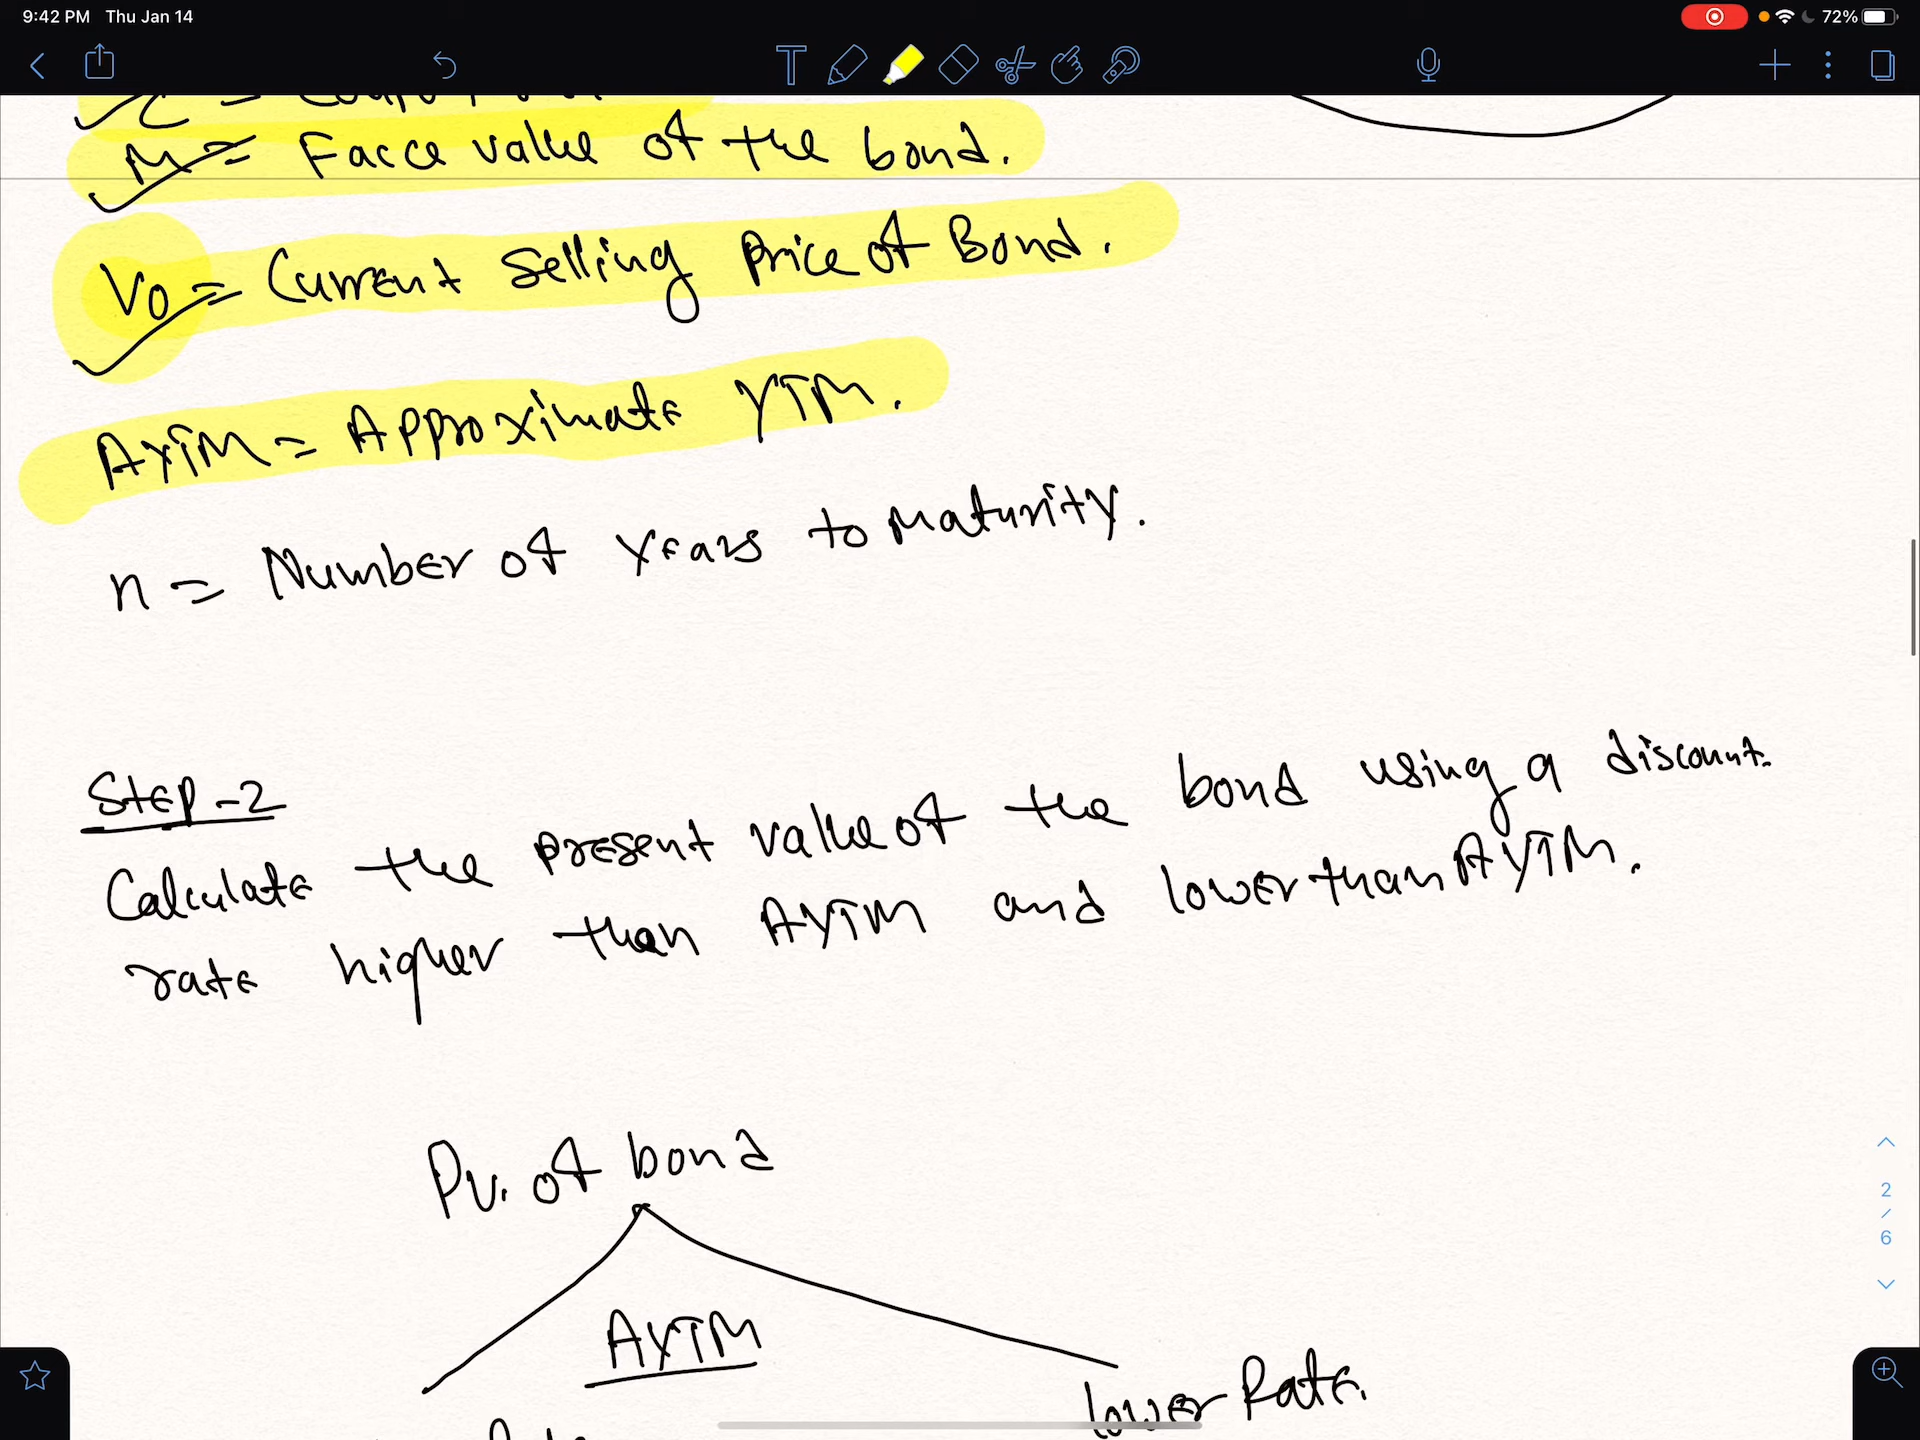 9:42 PM Thu Jan 14
72%
M = Facce value of the bond.
V0 = Current selling Price of Bond.
AYTM = Approximate YTM.
n = Number of Years to Maturity.
Step-2
Calculate the present value of the bond using a discount
rate higher than AYTM and lower than AYTM.
Pv. of bond
AYTM
lower Rate.
2
/
6